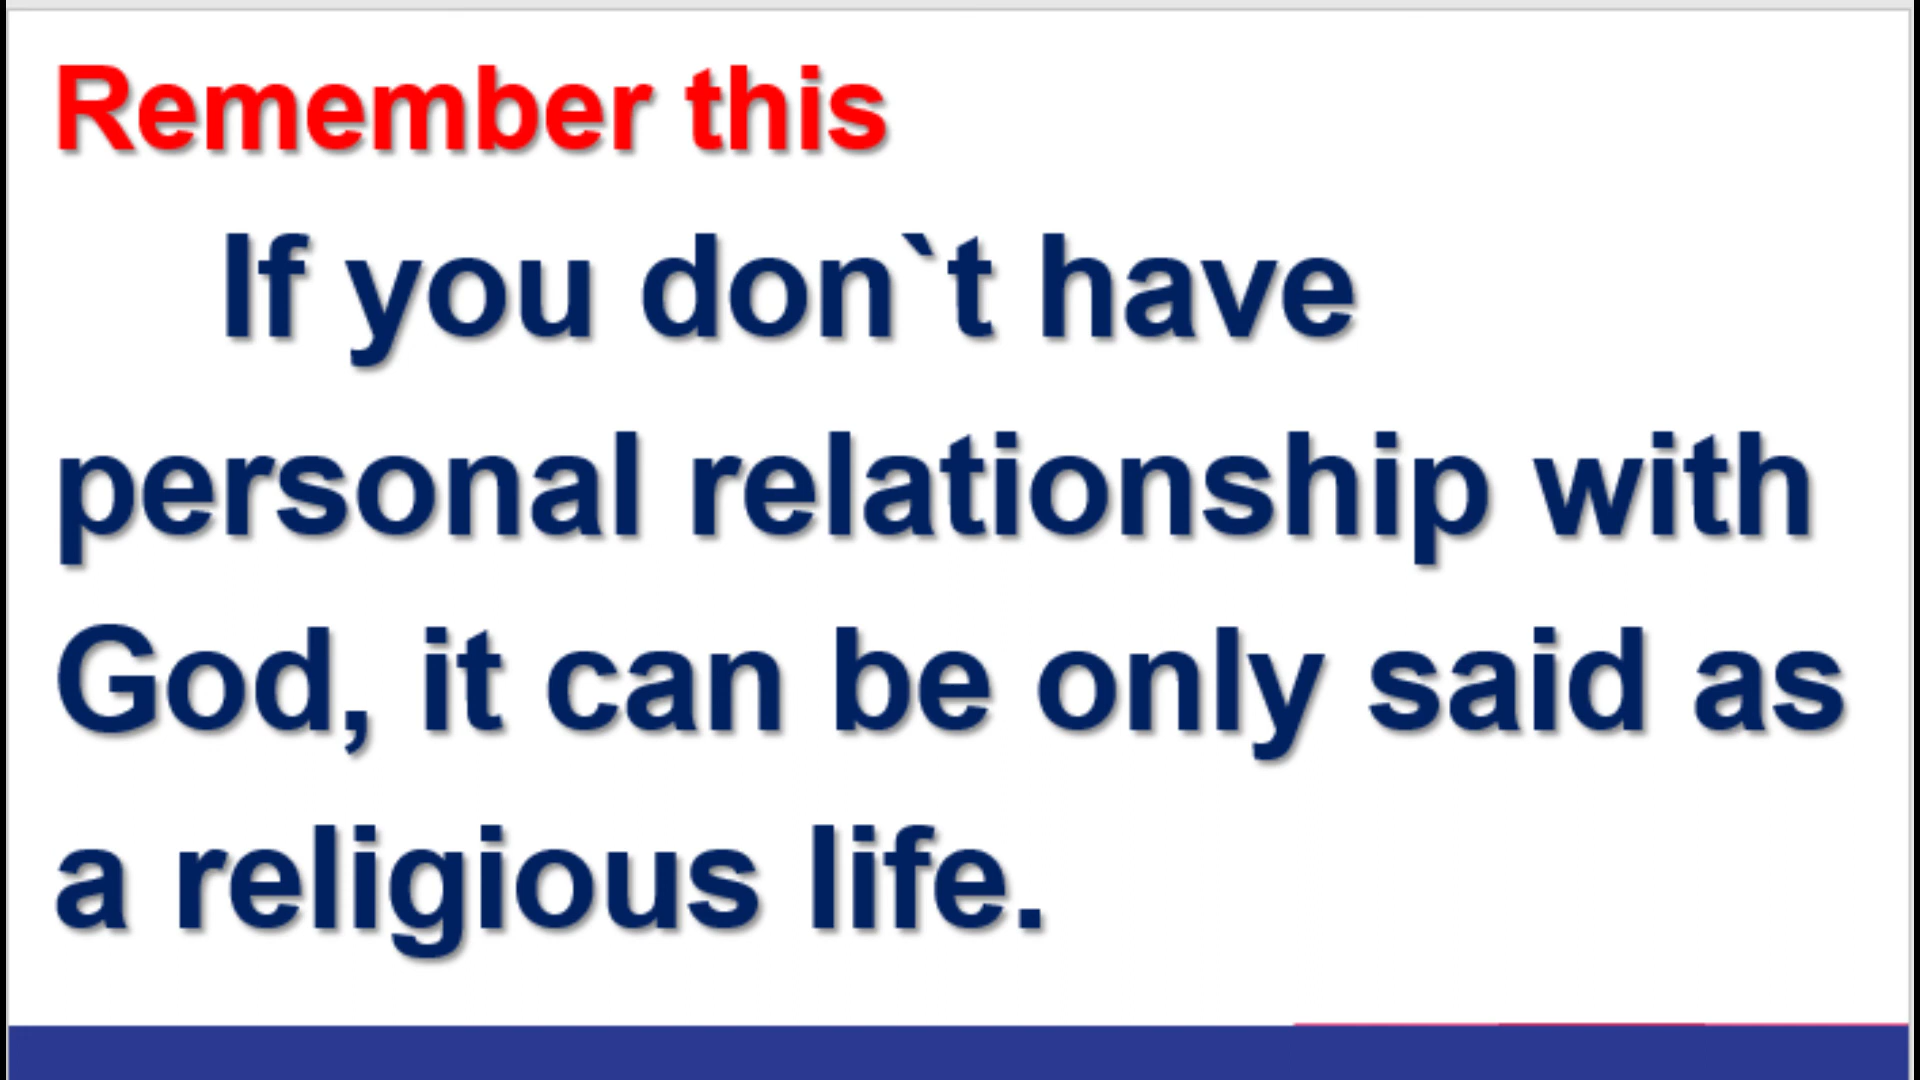 Remember this
If you don`t have
personal relationship with
God, it can be only said as
a religious life.